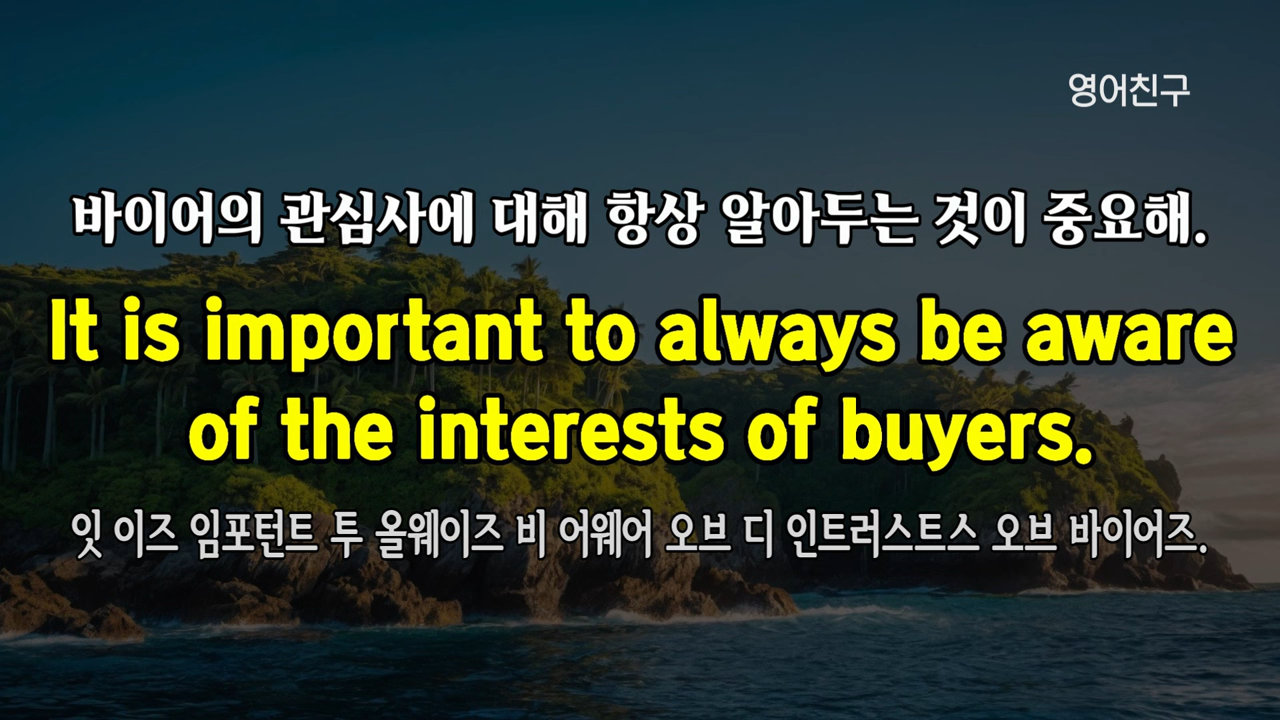 영어친구
바이어의 관심사에 대해 항상 알아두는 것이 중요해.
It is important to always be aware
of the interests of buyers.
잇 이즈 임포턴트 투 올웨이즈 비 어웨어 오브 디 인트러스트스 오브 바이어즈.